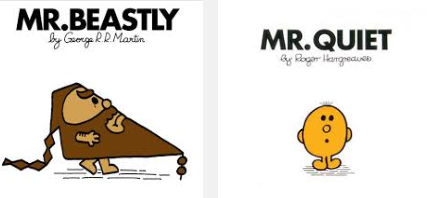 MR.BEASTLY
by George R.R.Martin
MR. QUIET
by Roger Hargreaves